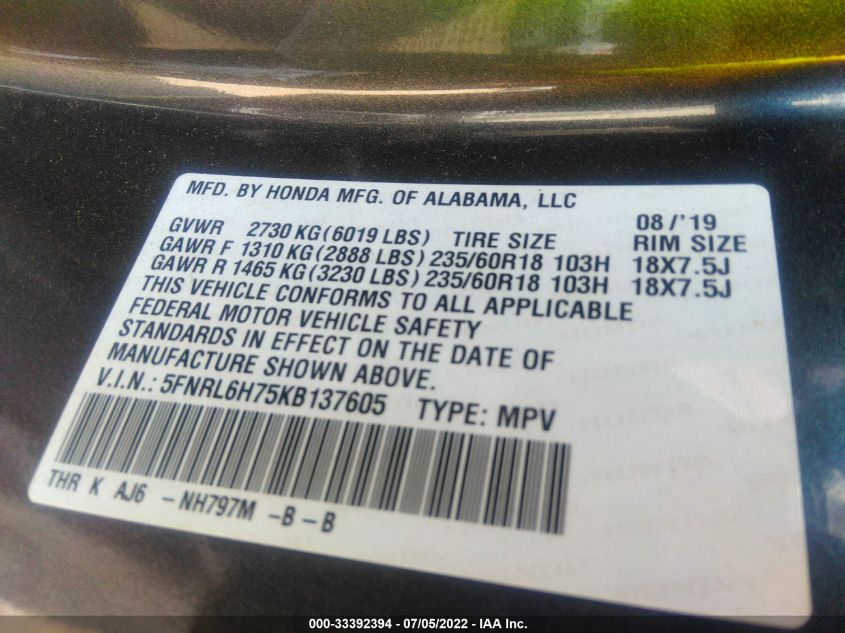 MFD. BY HONDA MFG. OF ALABAMA, LLC 08/'19
GVWR 2730 KG(6019 LBS) TIRE SIZE RIM SIZE
GAWR F 1310 KG(2888 LBS) 235/60R18 103H 18X7.5J
GAWR R 1465 KG(3230 LBS) 235/60R18 103H 18X7.5J
THIS VEHICLE CONFORMS TO ALL APPLICABLE
FEDERAL MOTOR VEHICLE SAFETY
STANDARDS IN EFFECT ON THE DATE OF
MANUFACTURE SHOWN ABOVE.
V.I.N.: 5FNRL6H75KB137605 TYPE: MPV
THR K AJ6 -NH797M -B-B
000-33392394 - 07/05/2022 - IAA Inc.